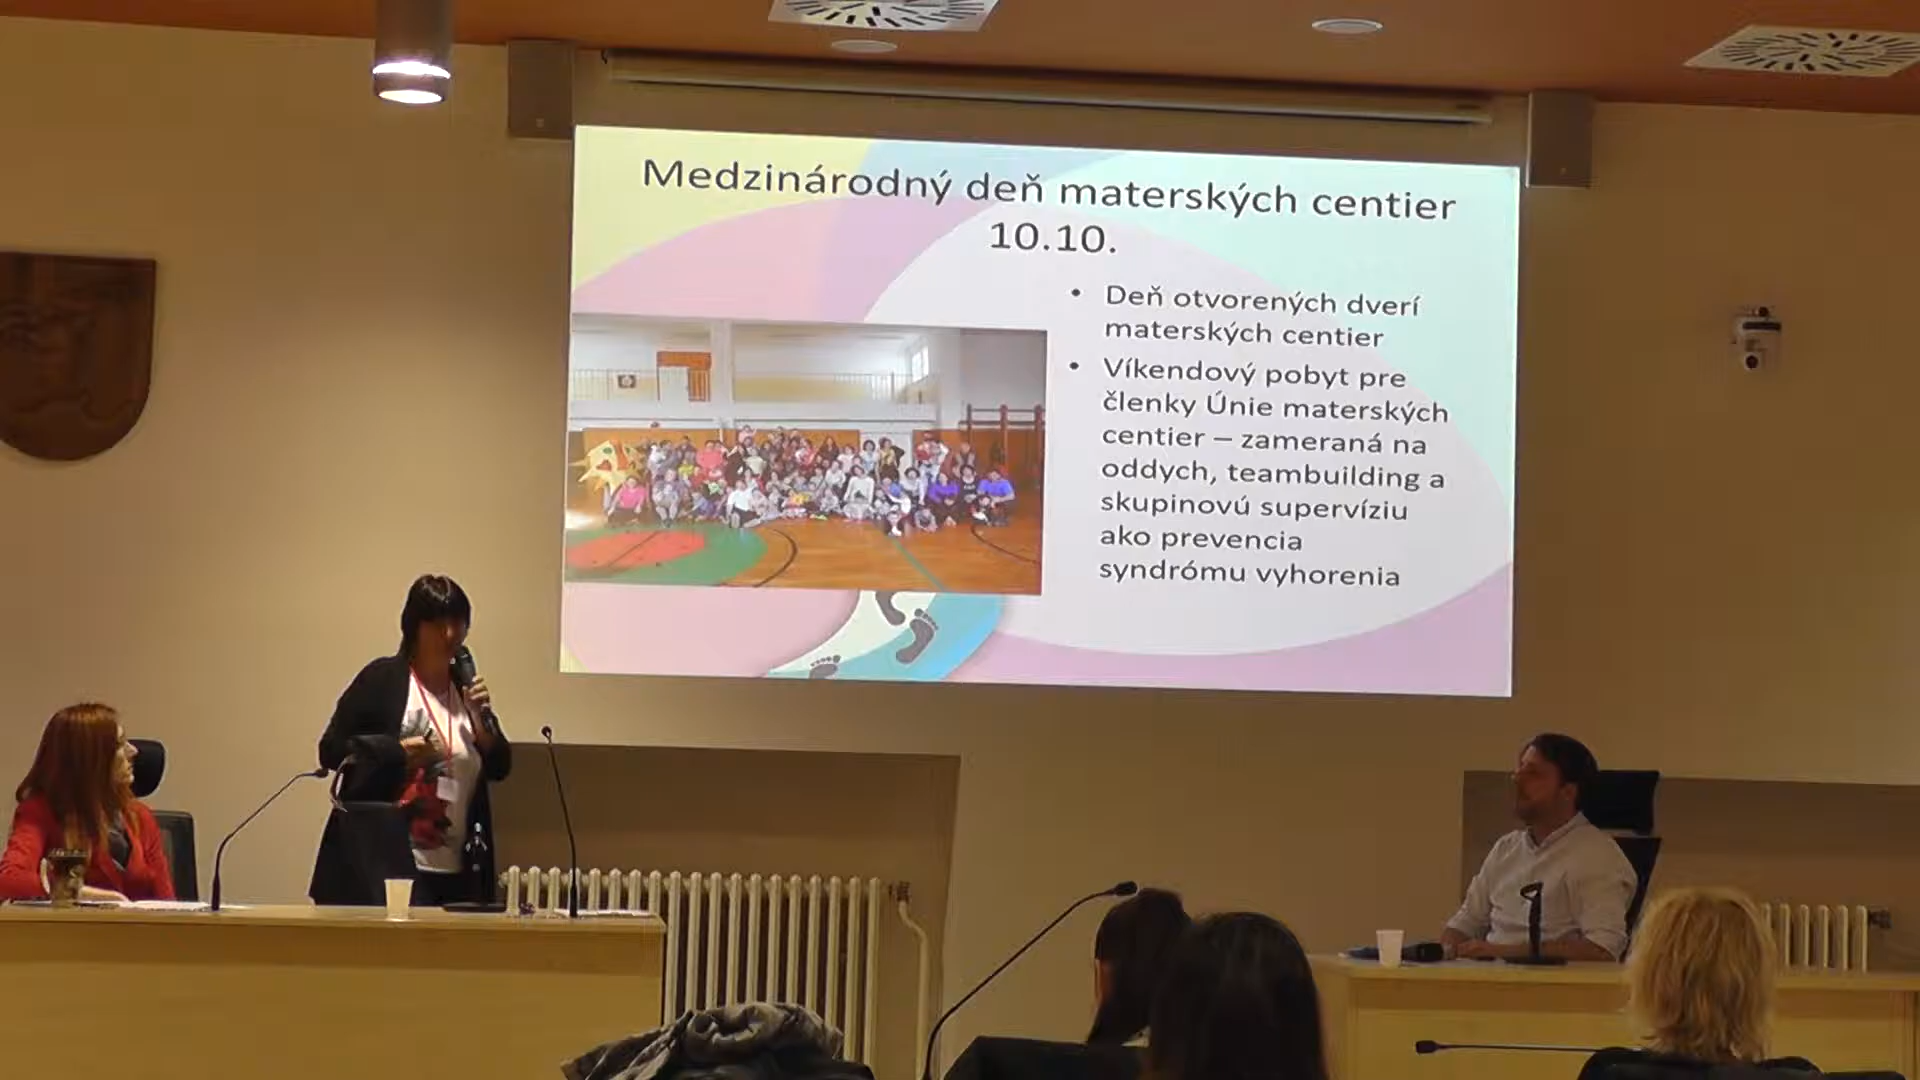 Medzinárodný deň materských centier
10.10.
• Deň otvorených dverí
materských centier
• Víkendový pobyt pre
členky Únie materských
centier – zameraná na
oddych, teambuilding a
skupinovú supervíziu
ako prevencia
syndrómu vyhorenia